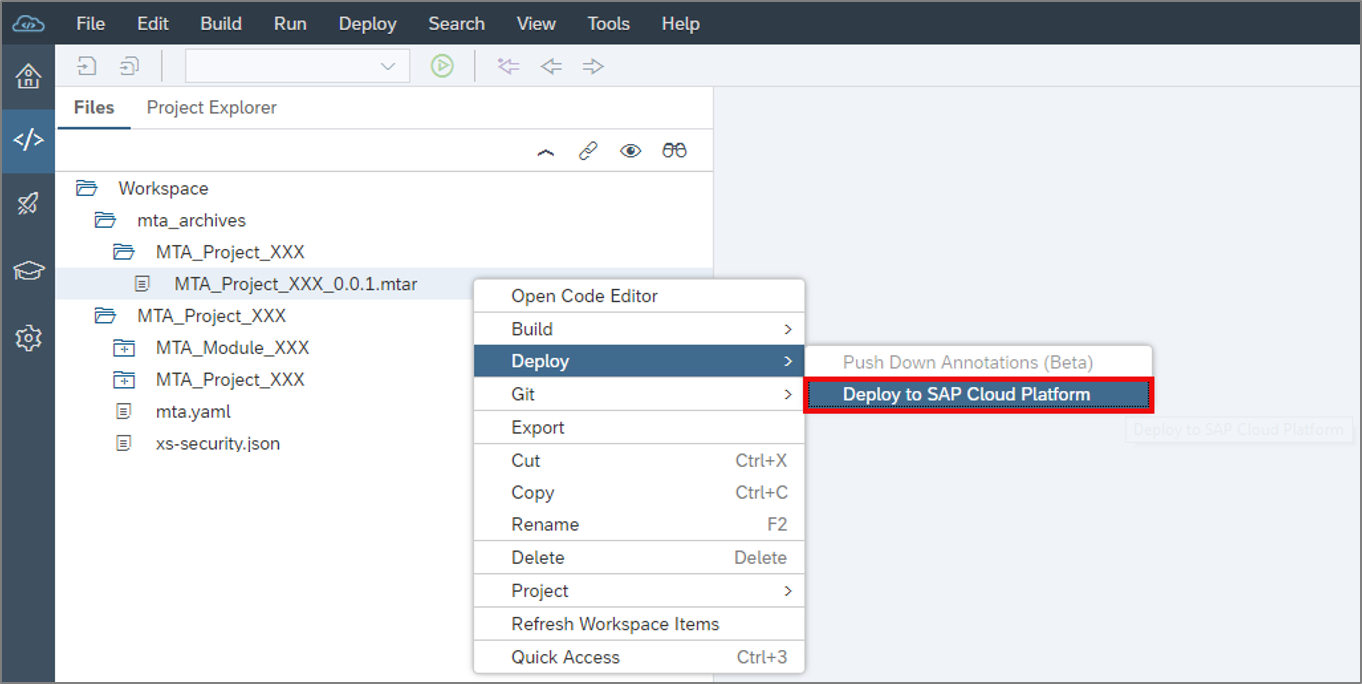 File Edit Build Run Deploy Search View Tools Help
Files Project Explorer
Workspace
mta_archives
MTA_Project_XXX
MTA_Project_XXX_0.0.1.mtar
MTA_Project_XXX
MTA_Module_XXX
MTA_Project_XXX
mta.yaml
xs-security.json
Open Code Editor
Build
Deploy
Git
Export
Cut Ctrl+X
Copy Ctrl+C
Rename F2
Delete Delete
Project
Refresh Workspace Items
Quick Access Ctrl+3
Push Down Annotations (Beta)
Deploy to SAP Cloud Platform
Deploy to SAP Cloud Platform